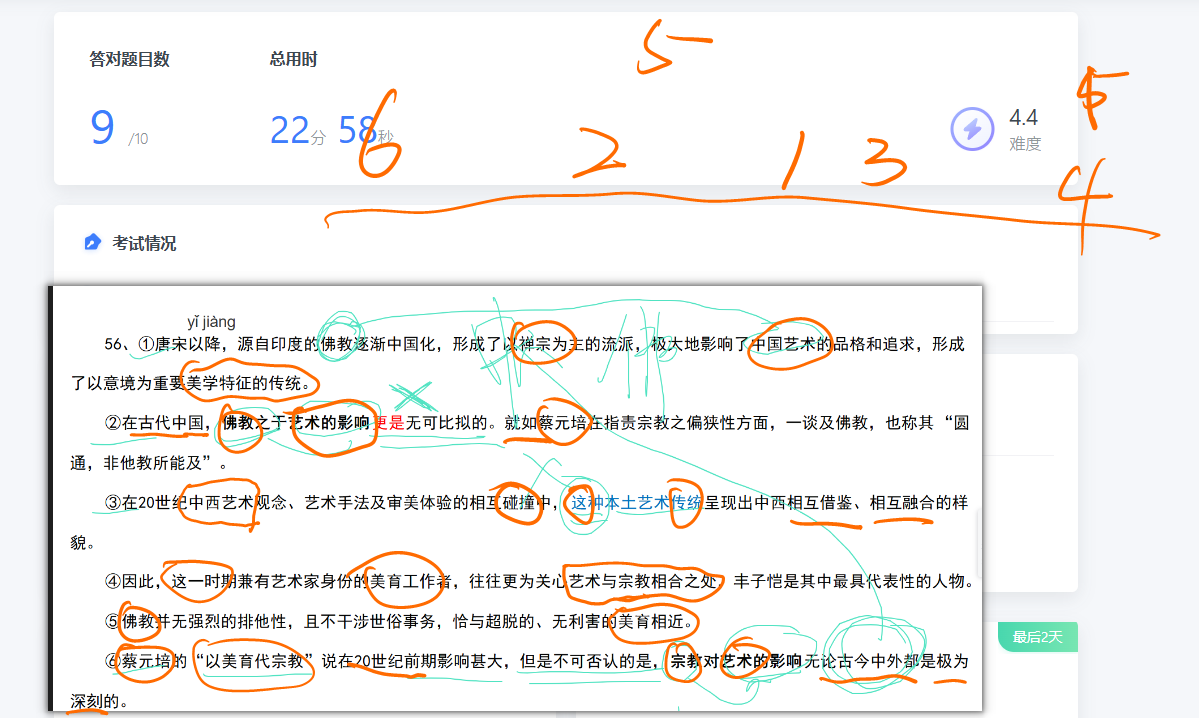 5
答对题目数 总用时
9 /10 22分 58秒 4.4 5
难度
6 2 1 3 4
考试情况
yǐ jiàng
56、①唐宋以降，源自印度的佛教逐渐中国化，形成了以禅宗为主的流派，极大地影响了中国艺术的品格和追求，形成
了以意境为重要美学特征的传统。
②在古代中国，佛教之于艺术的影响更是无可比拟的。就如蔡元培在指责宗教之偏狭性方面，一谈及佛教，也称其“圆
通，非他教所能及”。
③在20世纪中西艺术观念、艺术手法及审美体验的相互碰撞中，这种本土艺术传统呈现出中西相互借鉴、相互融合的样
貌。
④因此，这一时期兼有艺术家身份的美育工作者，往往更为关心艺术与宗教相合之处，丰子恺是其中最具代表性的人物。
⑤佛教并无强烈的排他性，且不干涉世俗事务，恰与超脱的、无利害的美育相近。
最后2天
⑥蔡元培的“以美育代宗教”说在20世纪前期影响甚大，但是不可否认的是，宗教对艺术的影响无论古今中外都是极为
深刻的。